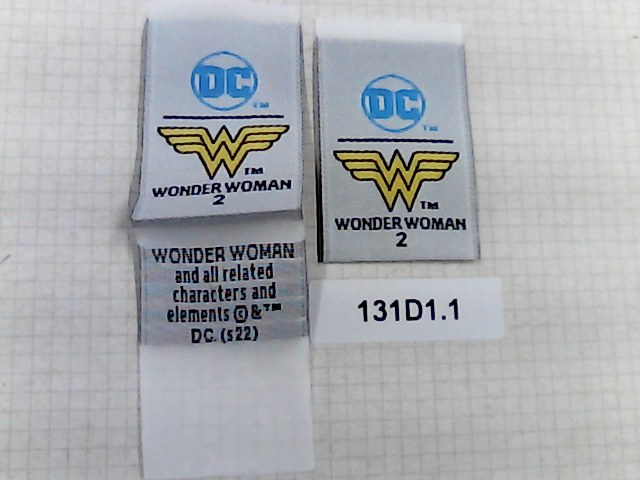 DC
TM
W
TM
WONDER WOMAN
2
WONDER WOMAN
and all related
characters and
elements © & ™
DC. (s22)
DC
TM
W
TM
WONDER WOMAN
2
131D1.1